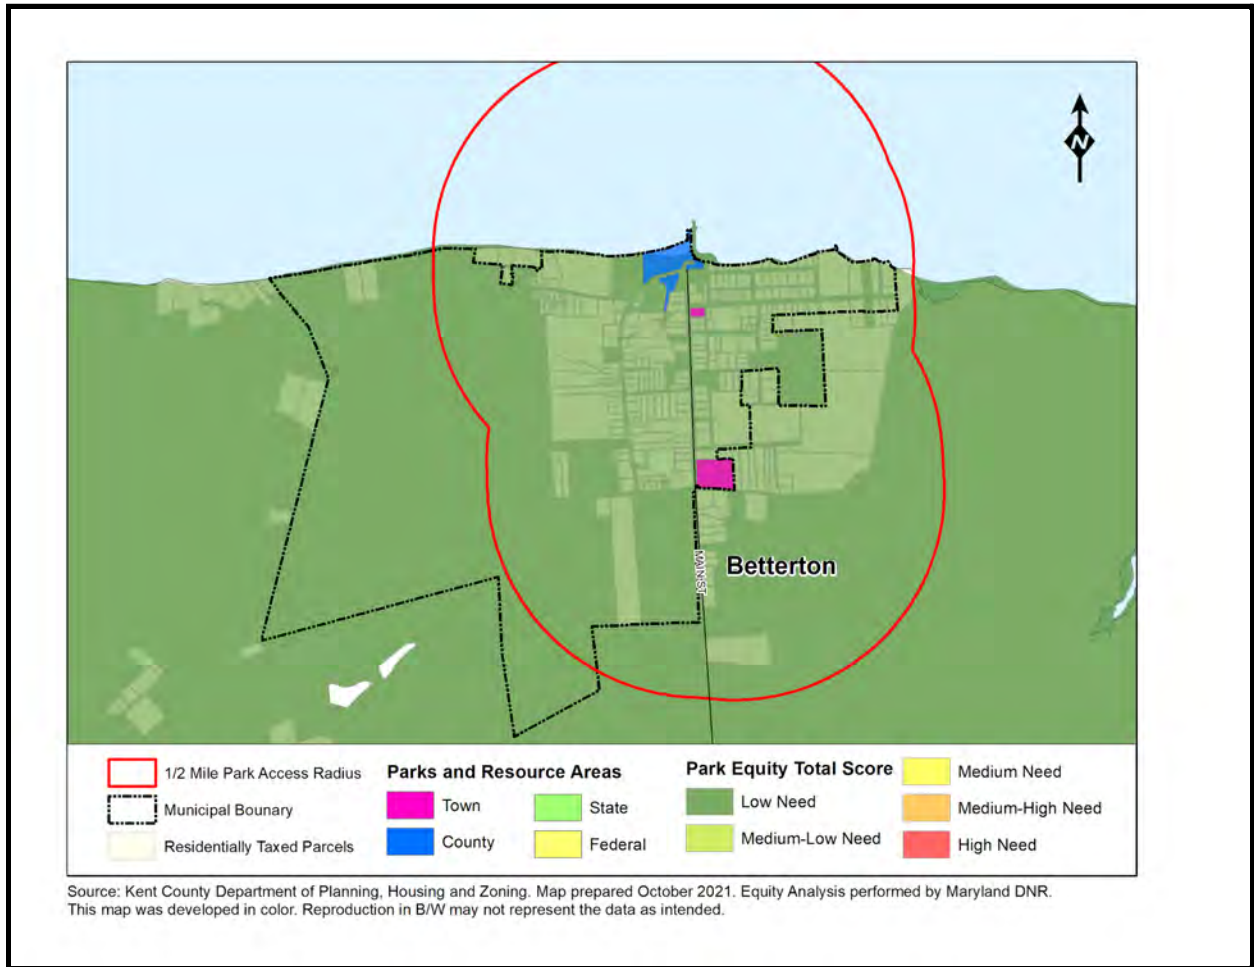 N
MAIN ST
Betterton
1/2 Mile Park Access Radius
Municipal Bounary
Residentially Taxed Parcels
Parks and Resource Areas
Town
County
State
Federal
Park Equity Total Score
Low Need
Medium-Low Need
Medium Need
Medium-High Need
High Need
Source: Kent County Department of Planning, Housing and Zoning. Map prepared October 2021. Equity Analysis performed by Maryland DNR.
This map was developed in color. Reproduction in B/W may not represent the data as intended.